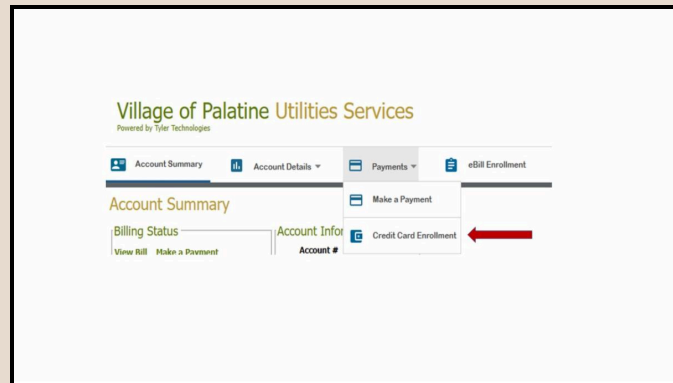 Village of Palatine Utilities Services
Powered by Tyler Technologies
Account Summary Account Details Payments eBill Enrollment
Make a Payment
Account Summary
Credit Card Enrollment
Billing Status Account Infor
View Bill Make a Payment Account #